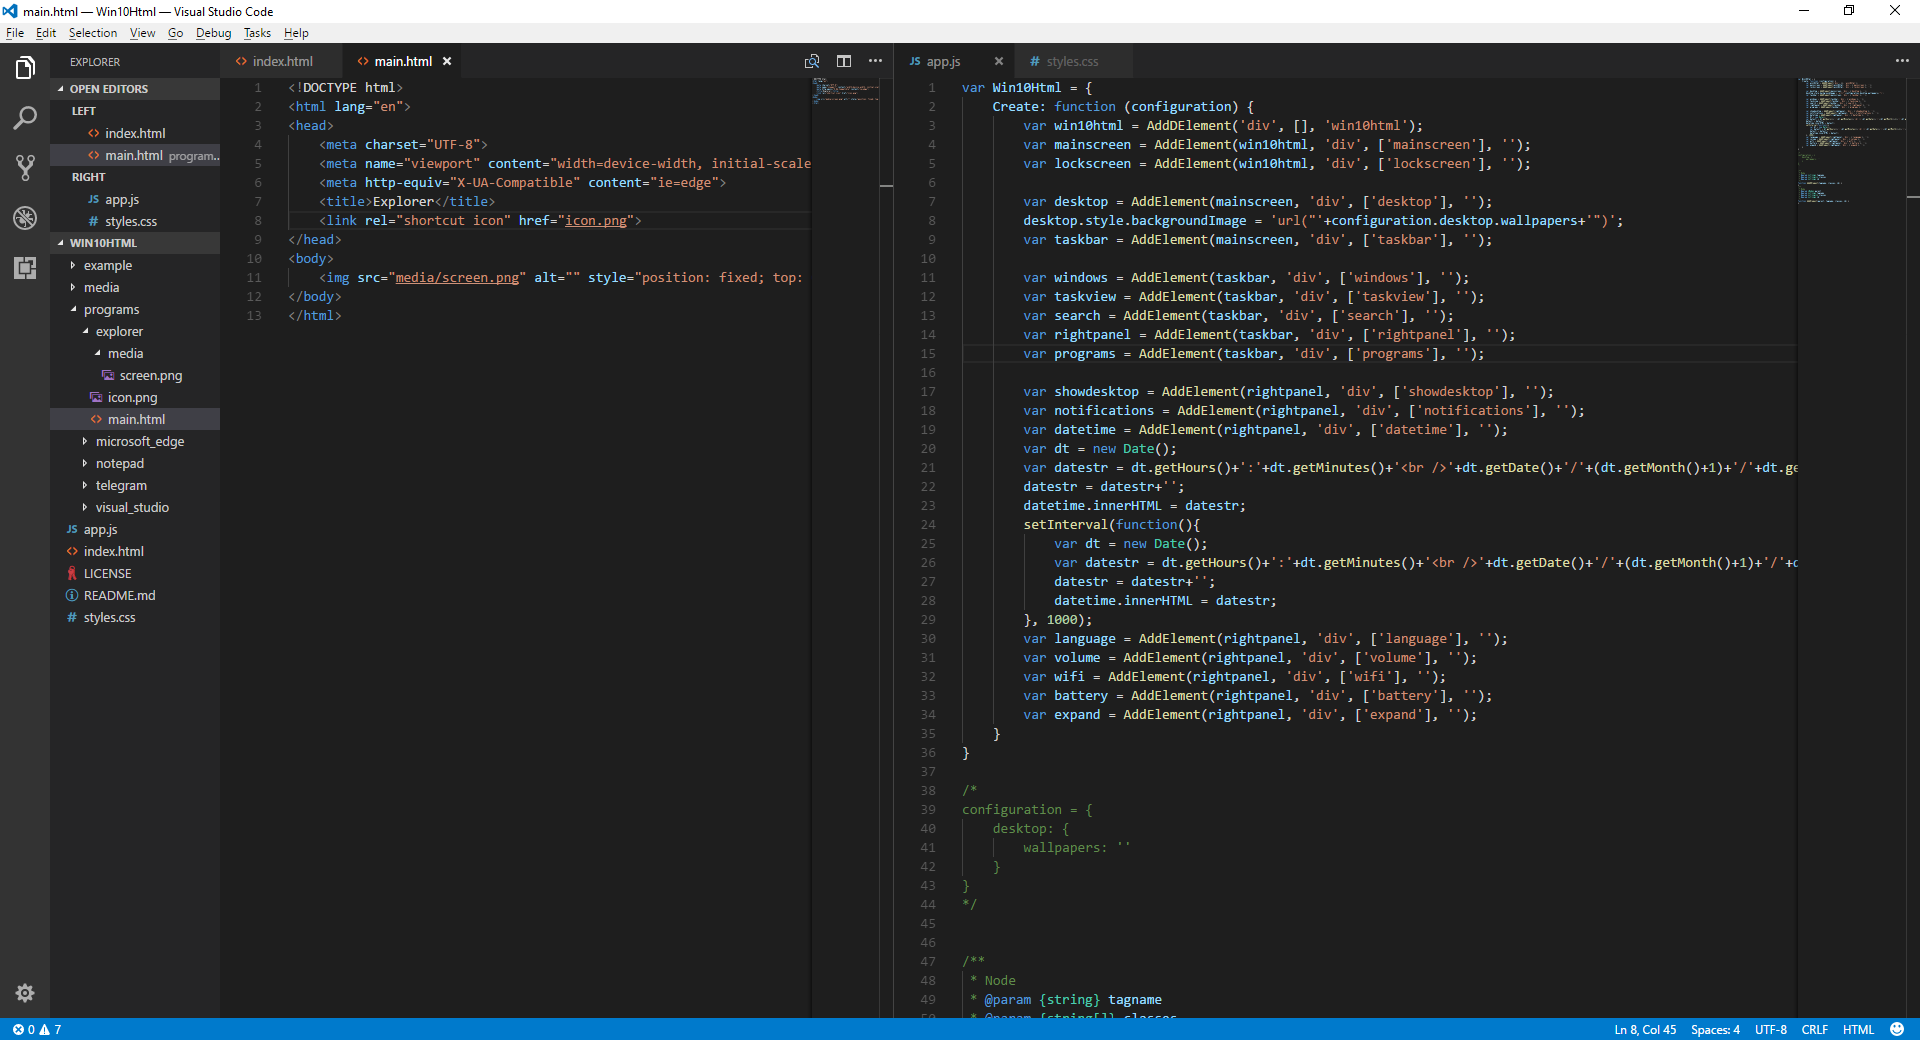 main.html — Win10Html — Visual Studio Code
File Edit Selection View Go Debug Tasks Help
EXPLORER
OPEN EDITORS
LEFT
index.html
main.html program...
RIGHT
JS app.js
# styles.css
WIN10HTML
example
media
programs
explorer
media
screen.png
icon.png
main.html
microsoft_edge
notepad
telegram
visual_studio
JS app.js
index.html
LICENSE
README.md
# styles.css
index.html main.html
1 <!DOCTYPE html>
2 <html lang="en">
3 <head>
4 <meta charset="UTF-8">
5 <meta name="viewport" content="width=device-width, initial-scale
6 <meta http-equiv="X-UA-Compatible" content="ie=edge">
7 <title>Explorer</title>
8 <link rel="shortcut icon" href="icon.png">
9 </head>
10 <body>
11 <img src="media/screen.png" alt="" style="position: fixed; top:
12 </body>
13 </html>
JS app.js # styles.css
1 var Win10Html = {
2 Create: function (configuration) {
3 var win10html = AddDElement('div', [], 'win10html');
4 var mainscreen = AddElement(win10html, 'div', ['mainscreen'], '');
5 var lockscreen = AddElement(win10html, 'div', ['lockscreen'], '');
6
7 var desktop = AddElement(mainscreen, 'div', ['desktop'], '');
8 desktop.style.backgroundImage = 'url("'+configuration.desktop.wallpapers+'")';
9 var taskbar = AddElement(mainscreen, 'div', ['taskbar'], '');
10
11 var windows = AddElement(taskbar, 'div', ['windows'], '');
12 var taskview = AddElement(taskbar, 'div', ['taskview'], '');
13 var search = AddElement(taskbar, 'div', ['search'], '');
14 var rightpanel = AddElement(taskbar, 'div', ['rightpanel'], '');
15 var programs = AddElement(taskbar, 'div', ['programs'], '');
16
17 var showdesktop = AddElement(rightpanel, 'div', ['showdesktop'], '');
18 var notifications = AddElement(rightpanel, 'div', ['notifications'], '');
19 var datetime = AddElement(rightpanel, 'div', ['datetime'], '');
20 var dt = new Date();
21 var datestr = dt.getHours()+':'+dt.getMinutes()+'<br />'+dt.getDate()+'/'+(dt.getMonth()+1)+'/'+dt.ge
22 datestr = datestr+'';
23 datetime.innerHTML = datestr;
24 setInterval(function(){
25 var dt = new Date();
26 var datestr = dt.getHours()+':'+dt.getMinutes()+'<br />'+dt.getDate()+'/'+(dt.getMonth()+1)+'/'+d
27 datestr = datestr+'';
28 datetime.innerHTML = datestr;
29 }, 1000);
30 var language = AddElement(rightpanel, 'div', ['language'], '');
31 var volume = AddElement(rightpanel, 'div', ['volume'], '');
32 var wifi = AddElement(rightpanel, 'div', ['wifi'], '');
33 var battery = AddElement(rightpanel, 'div', ['battery'], '');
34 var expand = AddElement(rightpanel, 'div', ['expand'], '');
35 }
36 }
37
38 /*
39 configuration = {
40 desktop: {
41 wallpapers: ''
42 }
43 }
44 */
45
46
47 /**
48 * Node
49 * @param {string} tagname
50 * @param {string[]} classes
0 7
Ln 8, Col 45 Spaces: 4 UTF-8 CRLF HTML